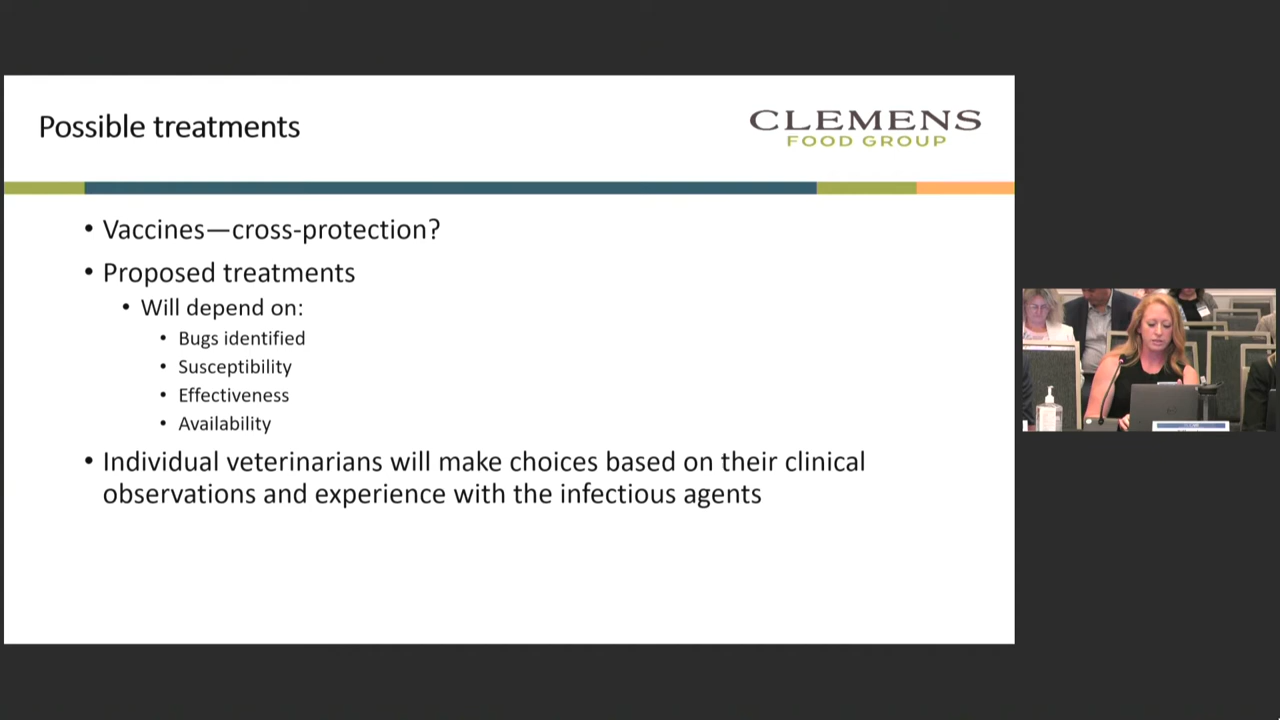 Possible treatments
CLEMENS
FOOD GROUP
• Vaccines—cross-protection?
• Proposed treatments
• Will depend on:
• Bugs identified
• Susceptibility
• Effectiveness
• Availability
• Individual veterinarians will make choices based on their clinical
observations and experience with the infectious agents